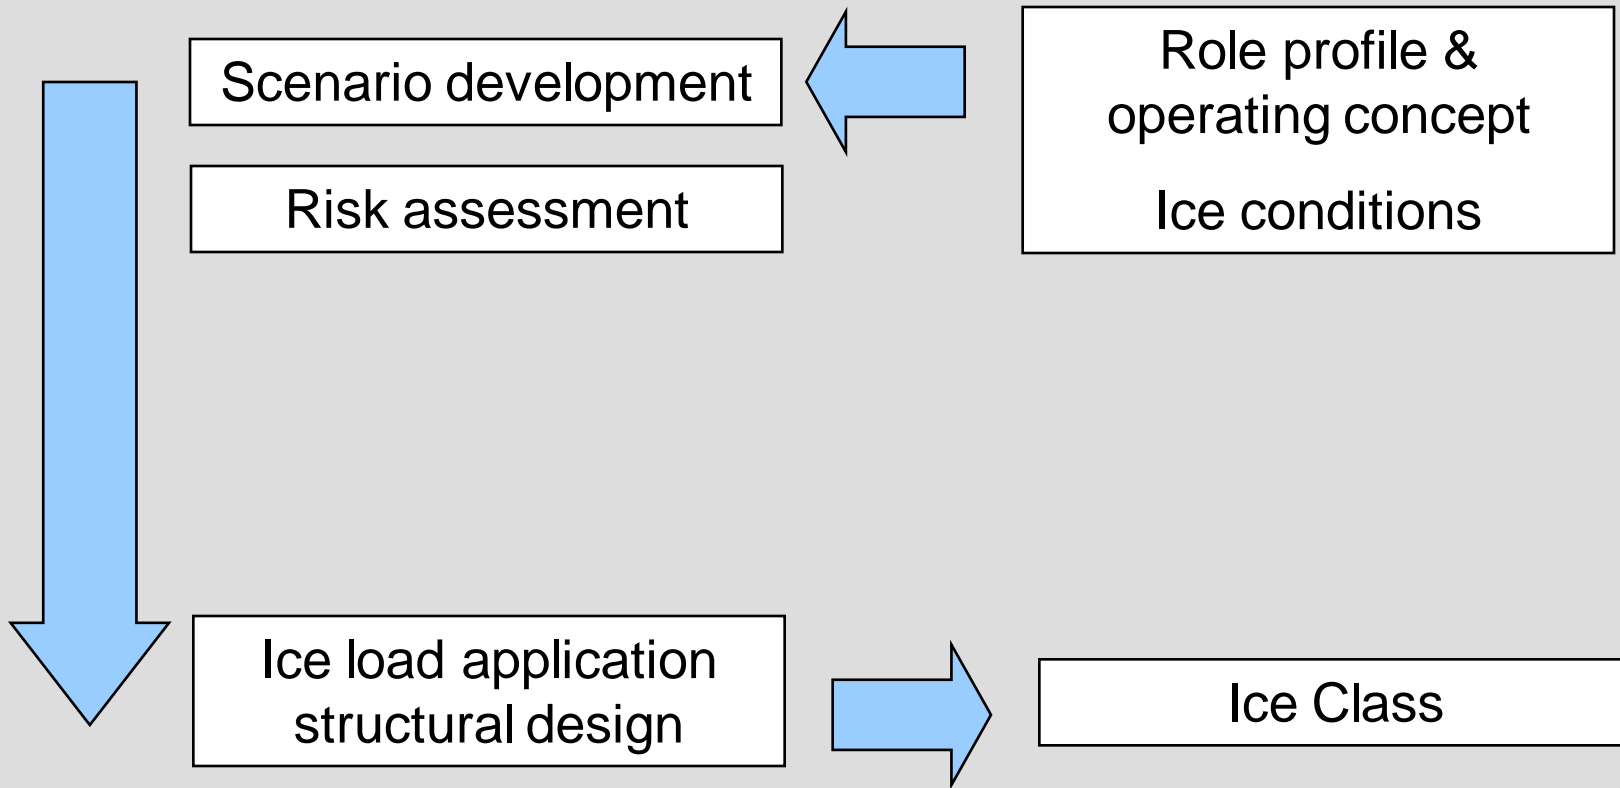 Scenario development
Role profile &
operating concept
Ice conditions
Risk assessment
Ice load application
structural design
Ice Class